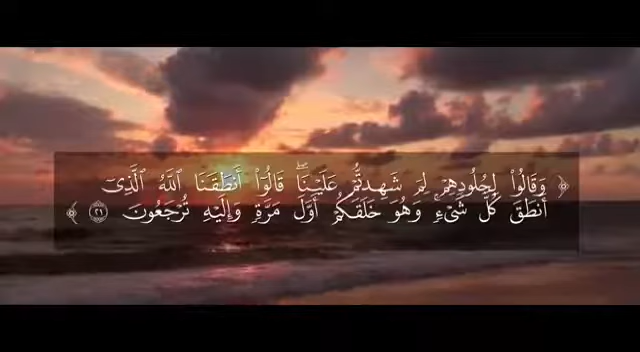 ﴿ وَقَالُوا۟ لِجُلُودِهِمْ لِمَ شَهِدتُّمْ عَلَيْنَا ۖ قَالُوٓا۟ أَنطَقَنَا ٱللَّهُ ٱلَّذِىٓ
أَنطَقَ كُلَّ شَىْءٍ وَهُوَ خَلَقَكُمْ أَوَّلَ مَرَّةٍ وَإِلَيْهِ تُرْجَعُونَ ٢١ ﴾